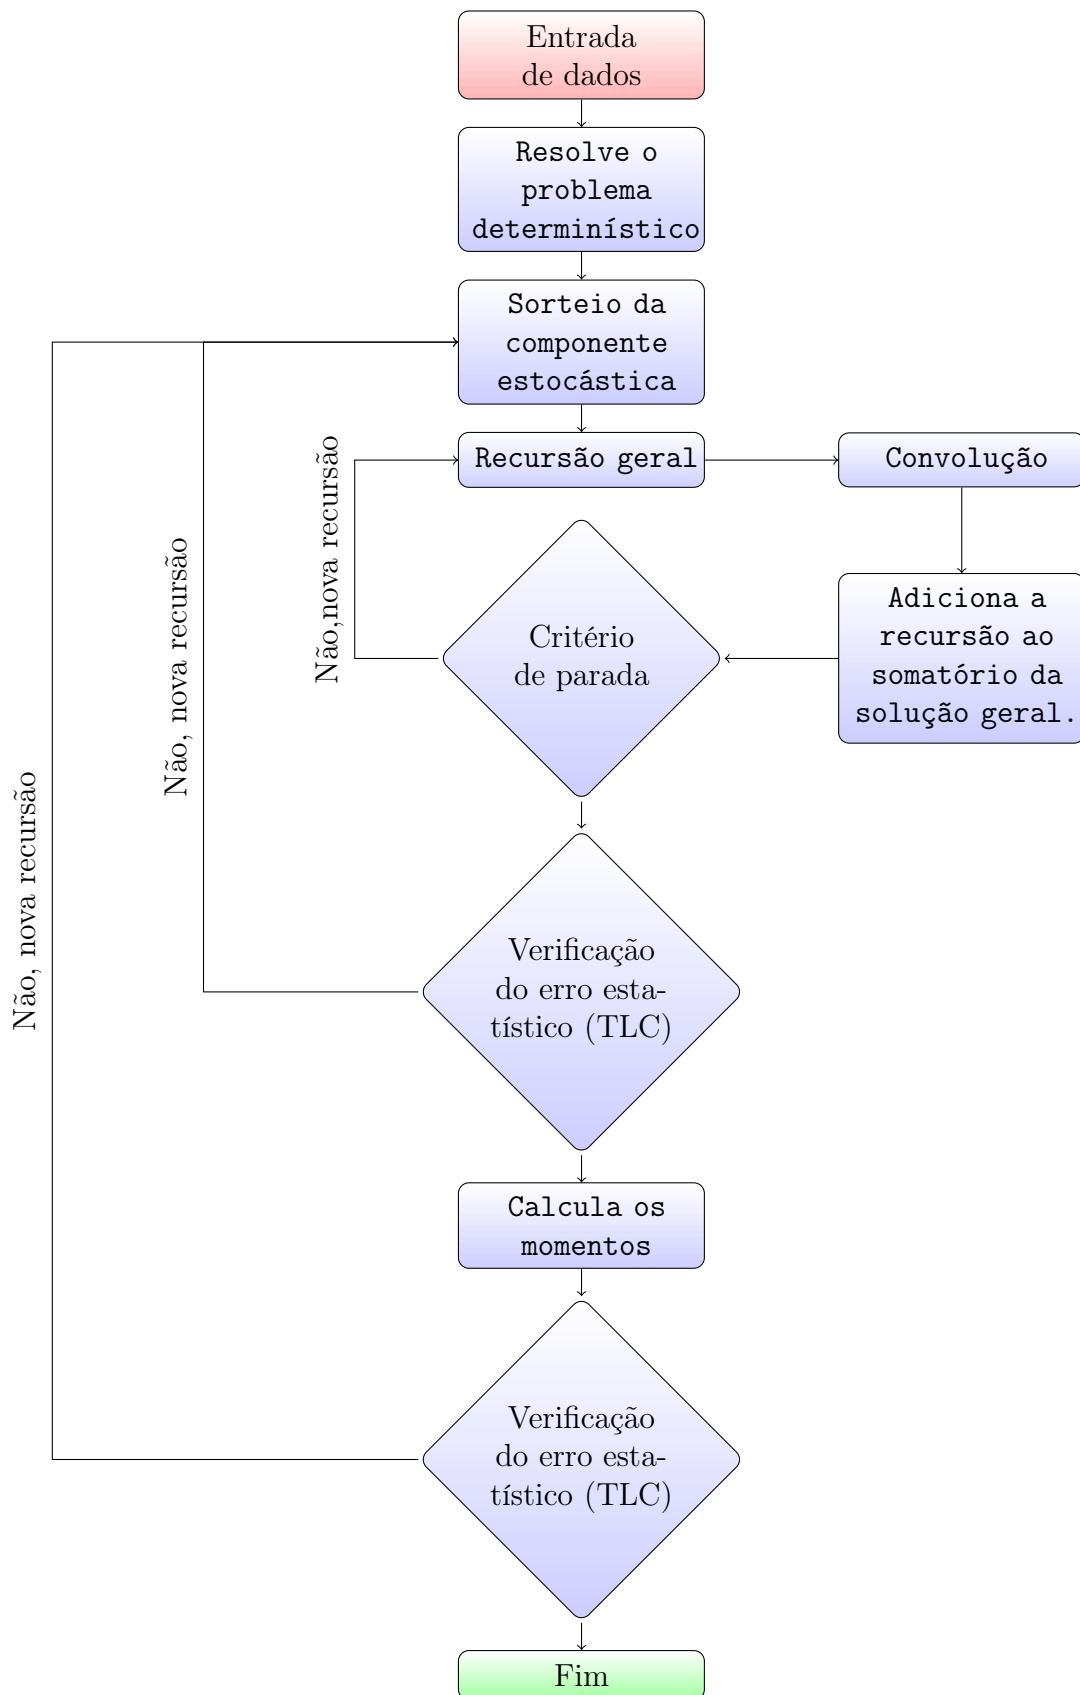 Entrada
de dados
Resolve o
problema
determinístico
Sorteio da
componente
estocástica
Recursão geral
Convolução
Adiciona a
recursão ao
somatório da
solução geral.
Critério
de parada
Não,nova recursão
Verificação
do erro esta-
tístico (TLC)
Não, nova recursão
Calcula os
momentos
Verificação
do erro esta-
tístico (TLC)
Não, nova recursão
Fim